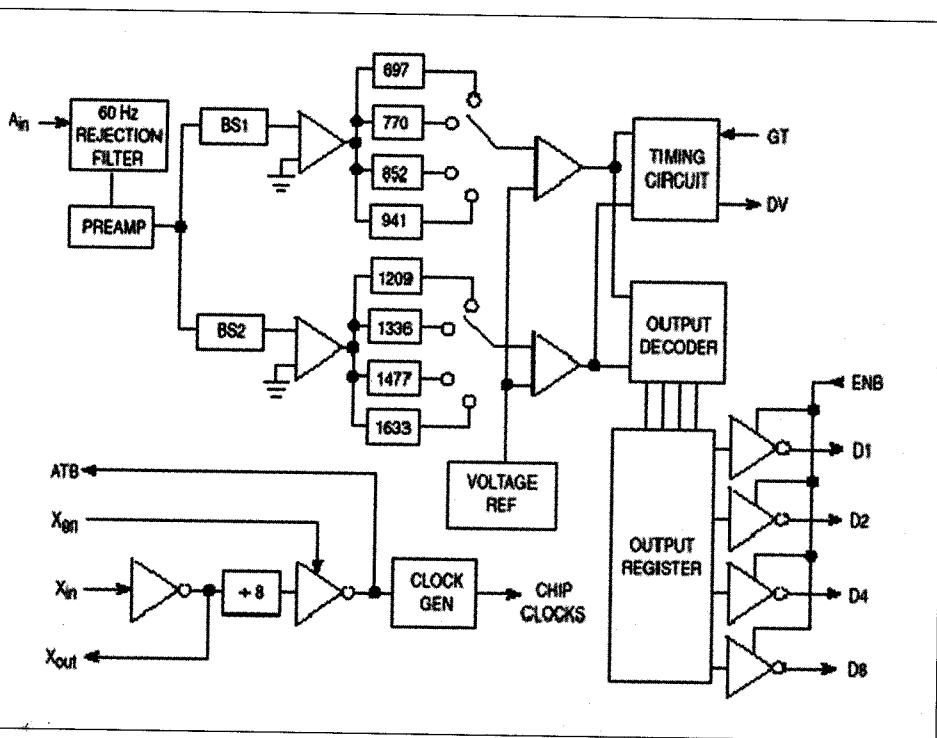 697
60 Hz
REJECTION
FILTER
Ain
BS1
770
TIMING
CIRCUIT
GT
852
PREAMP
941
DV
1209
BS2
1336
OUTPUT
DECODER
1477
ENB
1633
D1
ATB
VOLTAGE
REF
Xen
D2
OUTPUT
REGISTER
Xin
÷ 8
CLOCK
GEN
CHIP
CLOCKS
D4
Xout
D8